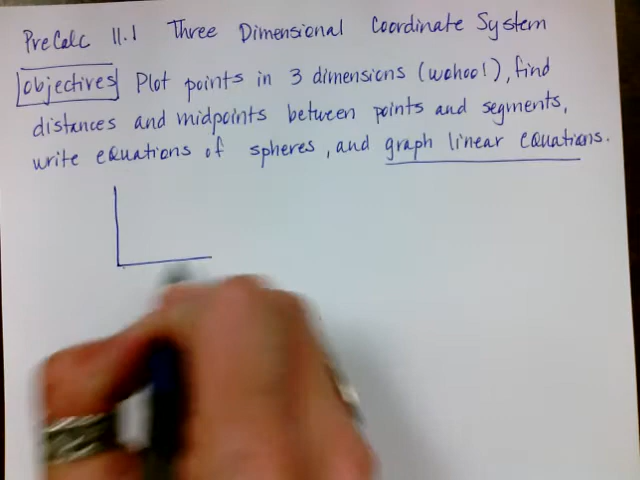 PreCalc 11.1 Three Dimensional Coordinate System
Objectives Plot points in 3 dimensions (wohoo!), find
distances and midpoints between points and segments,
write equations of spheres, and graph linear equations.